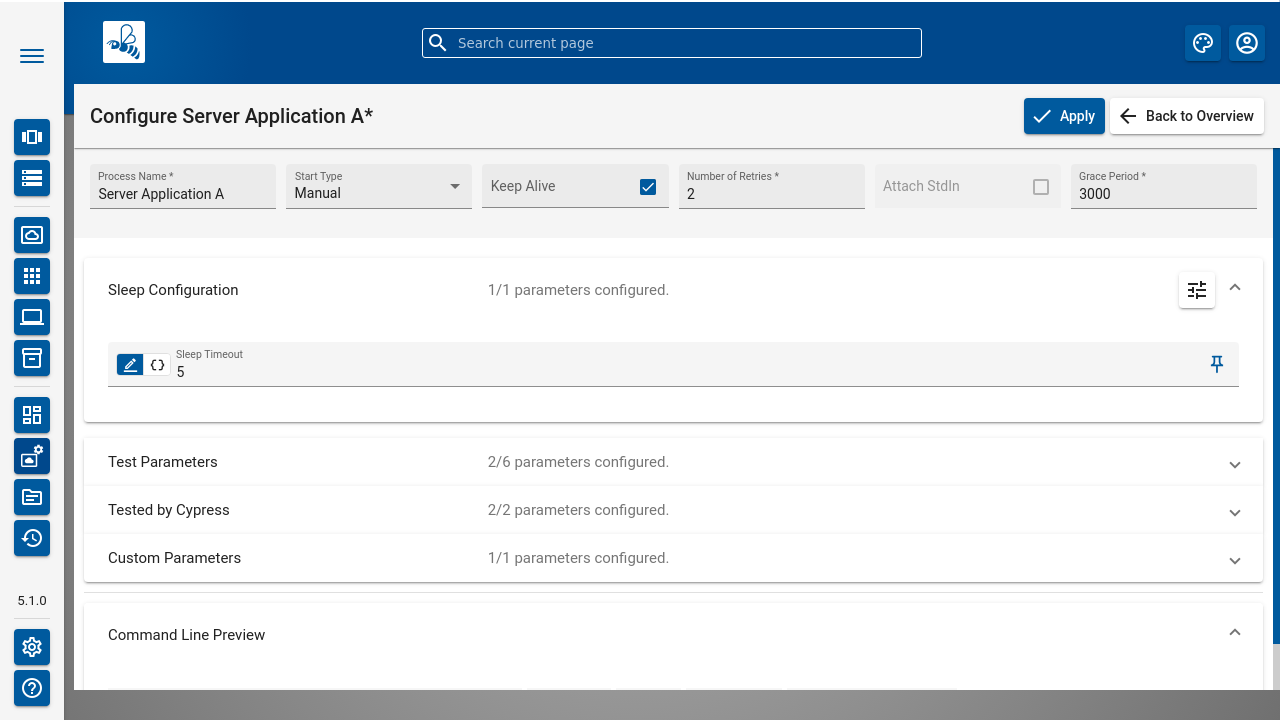 Search current page
Configure Server Application A*
Apply
Back to Overview
Process Name *
Server Application A
Start Type
Manual
Keep Alive
Number of Retries *
2
Attach StdIn
Grace Period *
3000
Sleep Configuration
1/1 parameters configured.
Sleep Timeout
5
Test Parameters
2/6 parameters configured.
Tested by Cypress
2/2 parameters configured.
Custom Parameters
1/1 parameters configured.
5.1.0
Command Line Preview